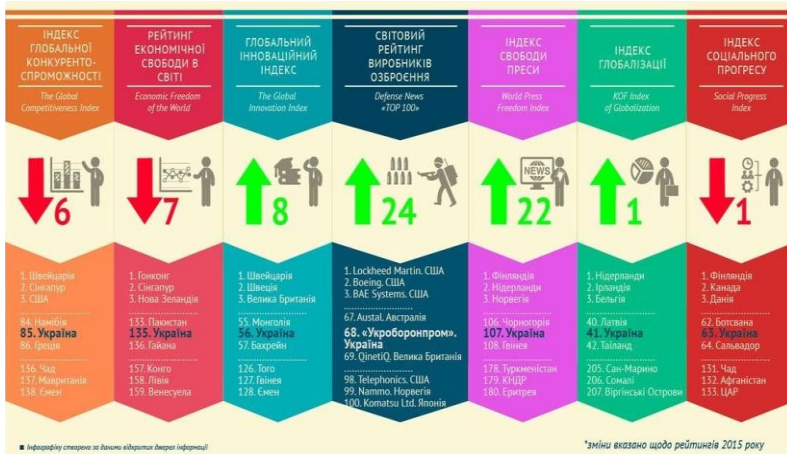 ІНДЕКС
ГЛОБАЛЬНОЇ
КОНКУРЕНТО-
СПРОМОЖНОСТІ
The Global
Competitiveness Index
6
1. Швейцарія
2. Сінгапур
3. США
84. Намібія
85. Україна
86. Греція
136. Чад
137. Мавританія
138. Ємен
РЕЙТИНГ
ЕКОНОМІЧНОЇ
СВОБОДИ В
СВІТІ
Economic Freedom
of the World
7
1. Гонконг
2. Сінгапур
3. Нова Зеландія
133. Пакистан
135. Україна
136. Гайана
157. Конго
158. Лівія
159. Венесуела
ГЛОБАЛЬНИЙ
ІННОВАЦІЙНИЙ
ІНДЕКС
The Global
Innovation Index
8
1. Швейцарія
2. Швеція
3. Велика Британія
55. Монголія
56. Україна
57. Бахрейн
126. Того
127. Гвінея
128. Ємен
СВІТОВИЙ
РЕЙТИНГ
ВИРОБНИКІВ
ОЗБРОЄННЯ
Defense News
«TOP 100»
24
1. Lockheed Martin. США
2. Boeing. США
3. BAE Systems. США
67. Austal. Австралія
68. «Укроборонпром».
Україна
69. QinetiQ. Велика Британія
98. Telephonics. США
99. Nammo. Норвегія
100. Komatsu Ltd. Японія
ІНДЕКС
СВОБОДИ
ПРЕСИ
World Press
Freedom Index
NEWS
22
1. Фінляндія
2. Нідерланди
3. Норвегія
106. Чорногорія
107. Україна
108. Гвінея
178. Туркменістан
179. КНДР
180. Еритрея
ІНДЕКС
ГЛОБАЛІЗАЦІЇ
KOF Index
of Globalization
1
1. Нідерланди
2. Ірландія
3. Бельгія
40. Латвія
41. Україна
42. Таїланд
205. Сан-Марино
206. Сомалі
207. Віргінські Острови
ІНДЕКС
СОЦІАЛЬНОГО
ПРОГРЕСУ
Social Progress
Index
1
1. Фінляндія
2. Канада
3. Данія
62. Ботсвана
63. Україна
64. Сальвадор
131. Чад
132. Афганістан
133. ЦАР
■ Інфографіку створено за даними відкритих джерел інформації
*зміни вказано щодо рейтингів 2015 року